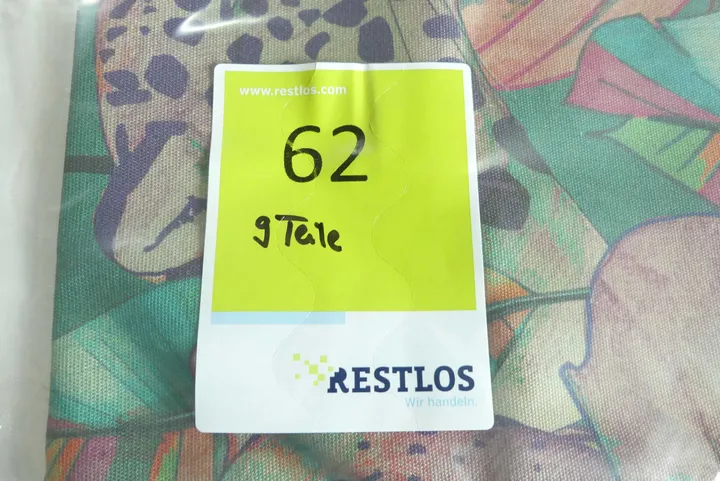 www.restlos.com
62
9 Teile
RESTLOS
Wir handeln.